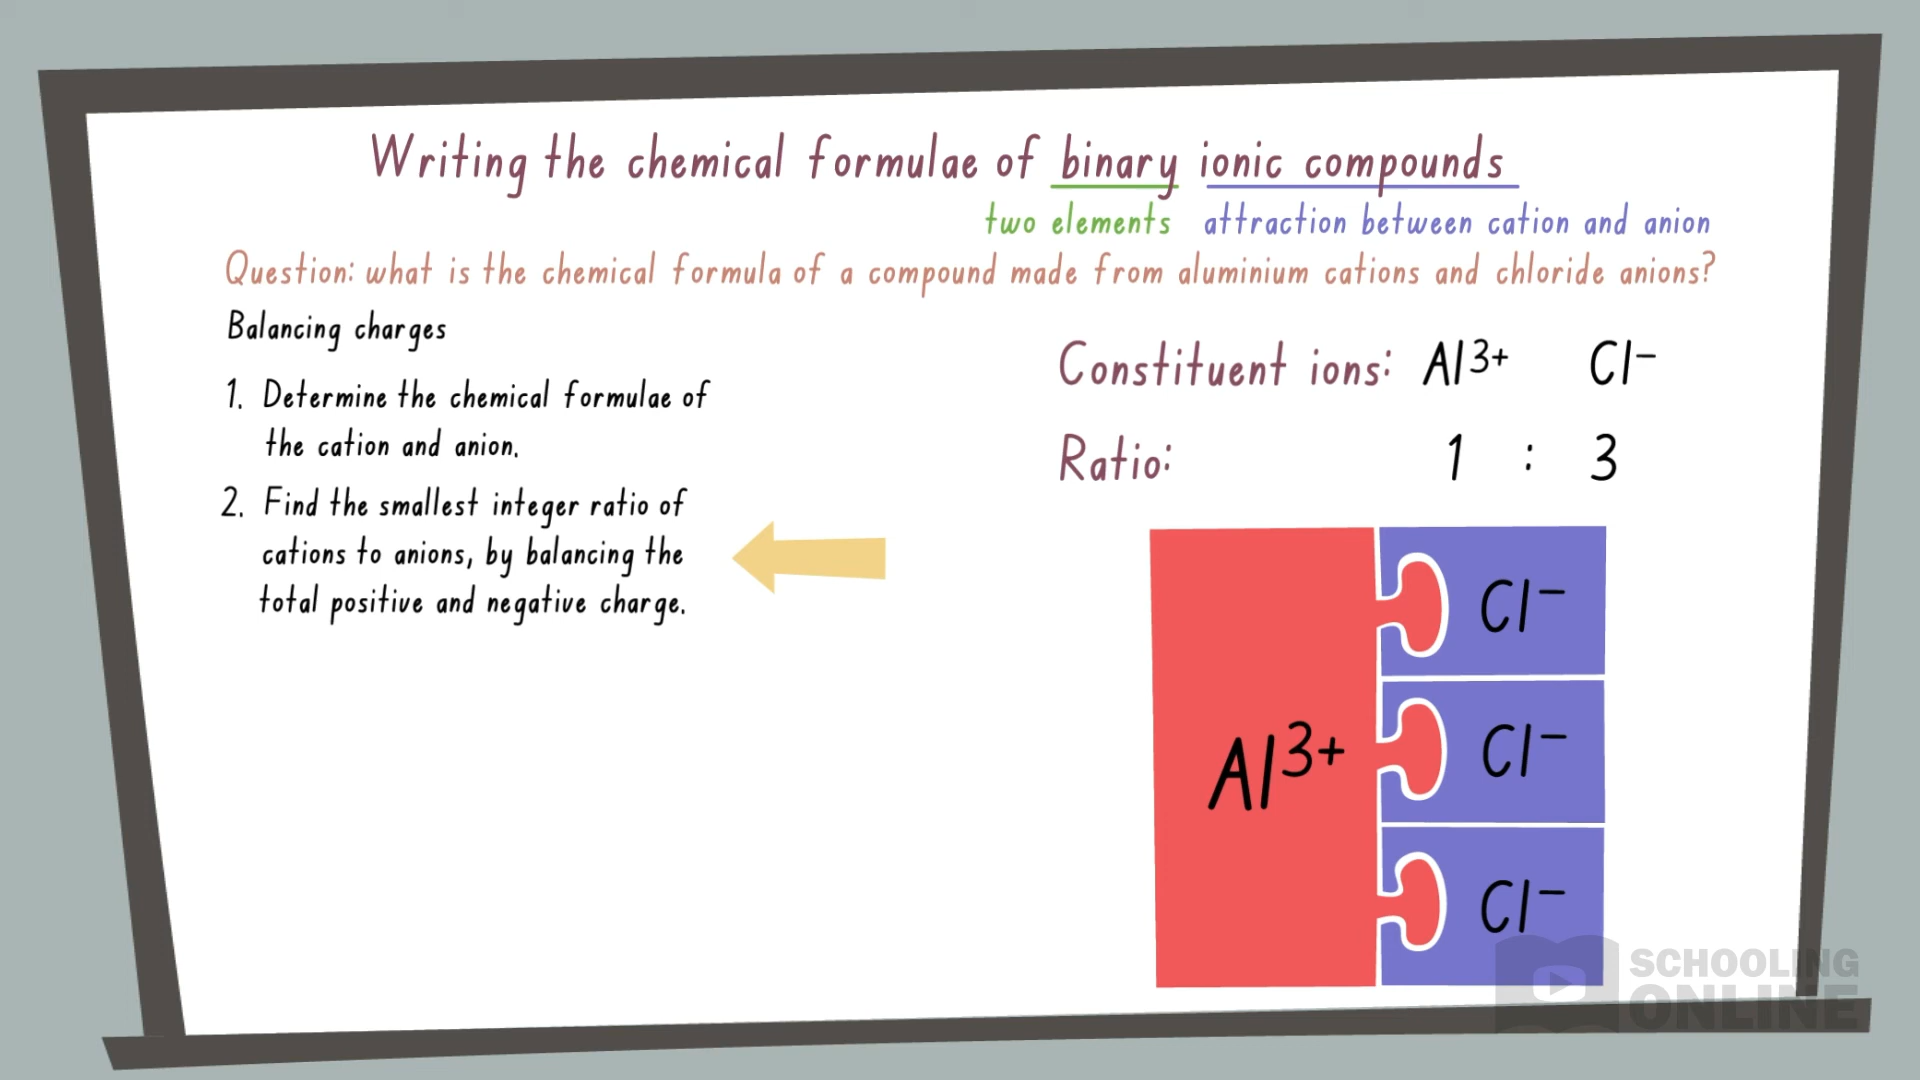 Writing the chemical formulae of binary ionic compounds
two elements attraction between cation and anion
Question: what is the chemical formula of a compound made from aluminium cations and chloride anions?
Balancing charges
1. Determine the chemical formulae of
the cation and anion.
2. Find the smallest integer ratio of
cations to anions, by balancing the
total positive and negative charge.
Constituent ions: Al³⁺ Cl⁻
Ratio: 1 : 3
Al³⁺
Cl⁻
Cl⁻
Cl⁻
SCHOOLING
ONLINE